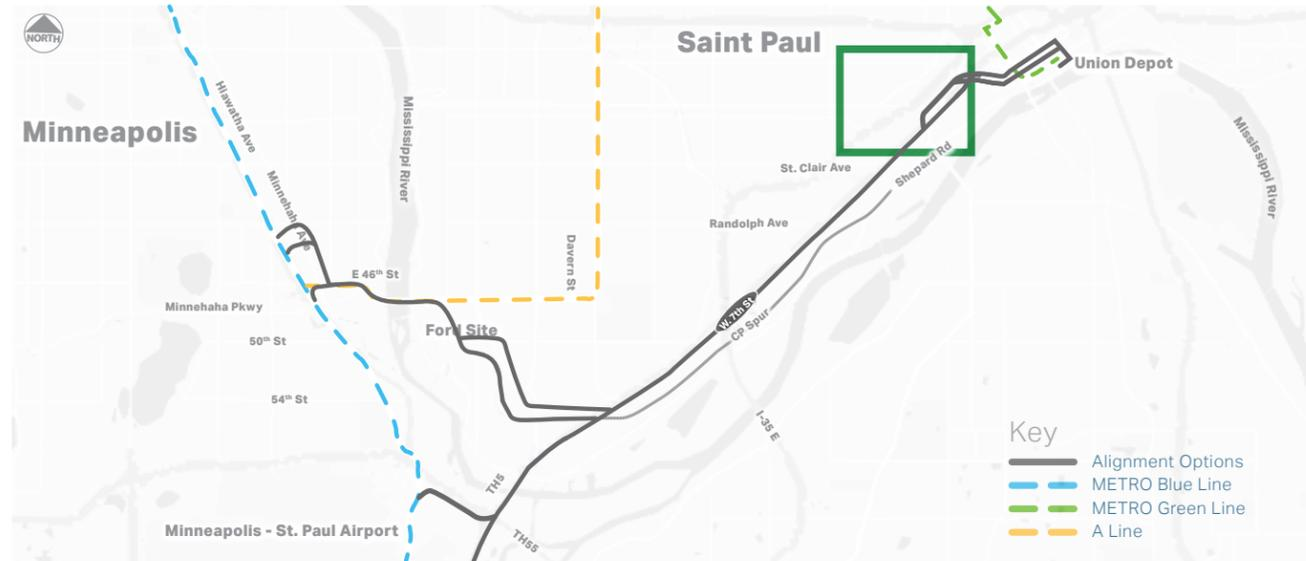 NORTH
Saint Paul
Union Depot
Minneapolis
Hiawatha Ave
Mississippi River
Mississippi River
St. Clair Ave
Shepard Rd
Minnehaha Ave
Randolph Ave
Davern St
E 46th St
Minnehaha Pkwy
W. 7th St
CP Spur
Ford Site
50th St
54th St
I-35 E
Key
Alignment Options
METRO Blue Line
METRO Green Line
A Line
TH5
Minneapolis - St. Paul Airport
TH55